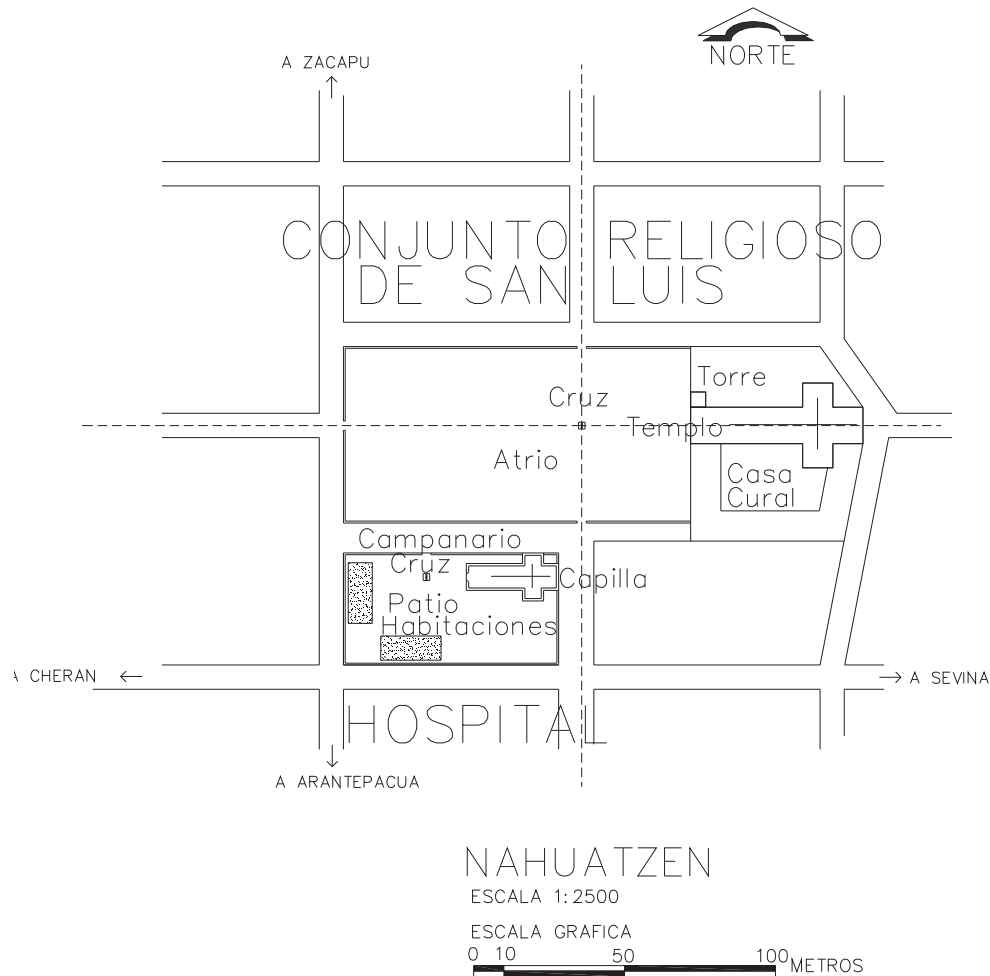 NORTE
A ZACAPU
CONJUNTO RELIGIOSO
DE SAN LUIS
Torre
Cruz
Templo
Atrio
Casa
Cural
Campanario
Cruz
Capilla
Patio
Habitaciones
A CHERAN
A SEVINA
HOSPITAL
A ARANTEPACUA
NAHUATZEN
ESCALA 1:2500
ESCALA GRAFICA
0 10 50 100 METROS